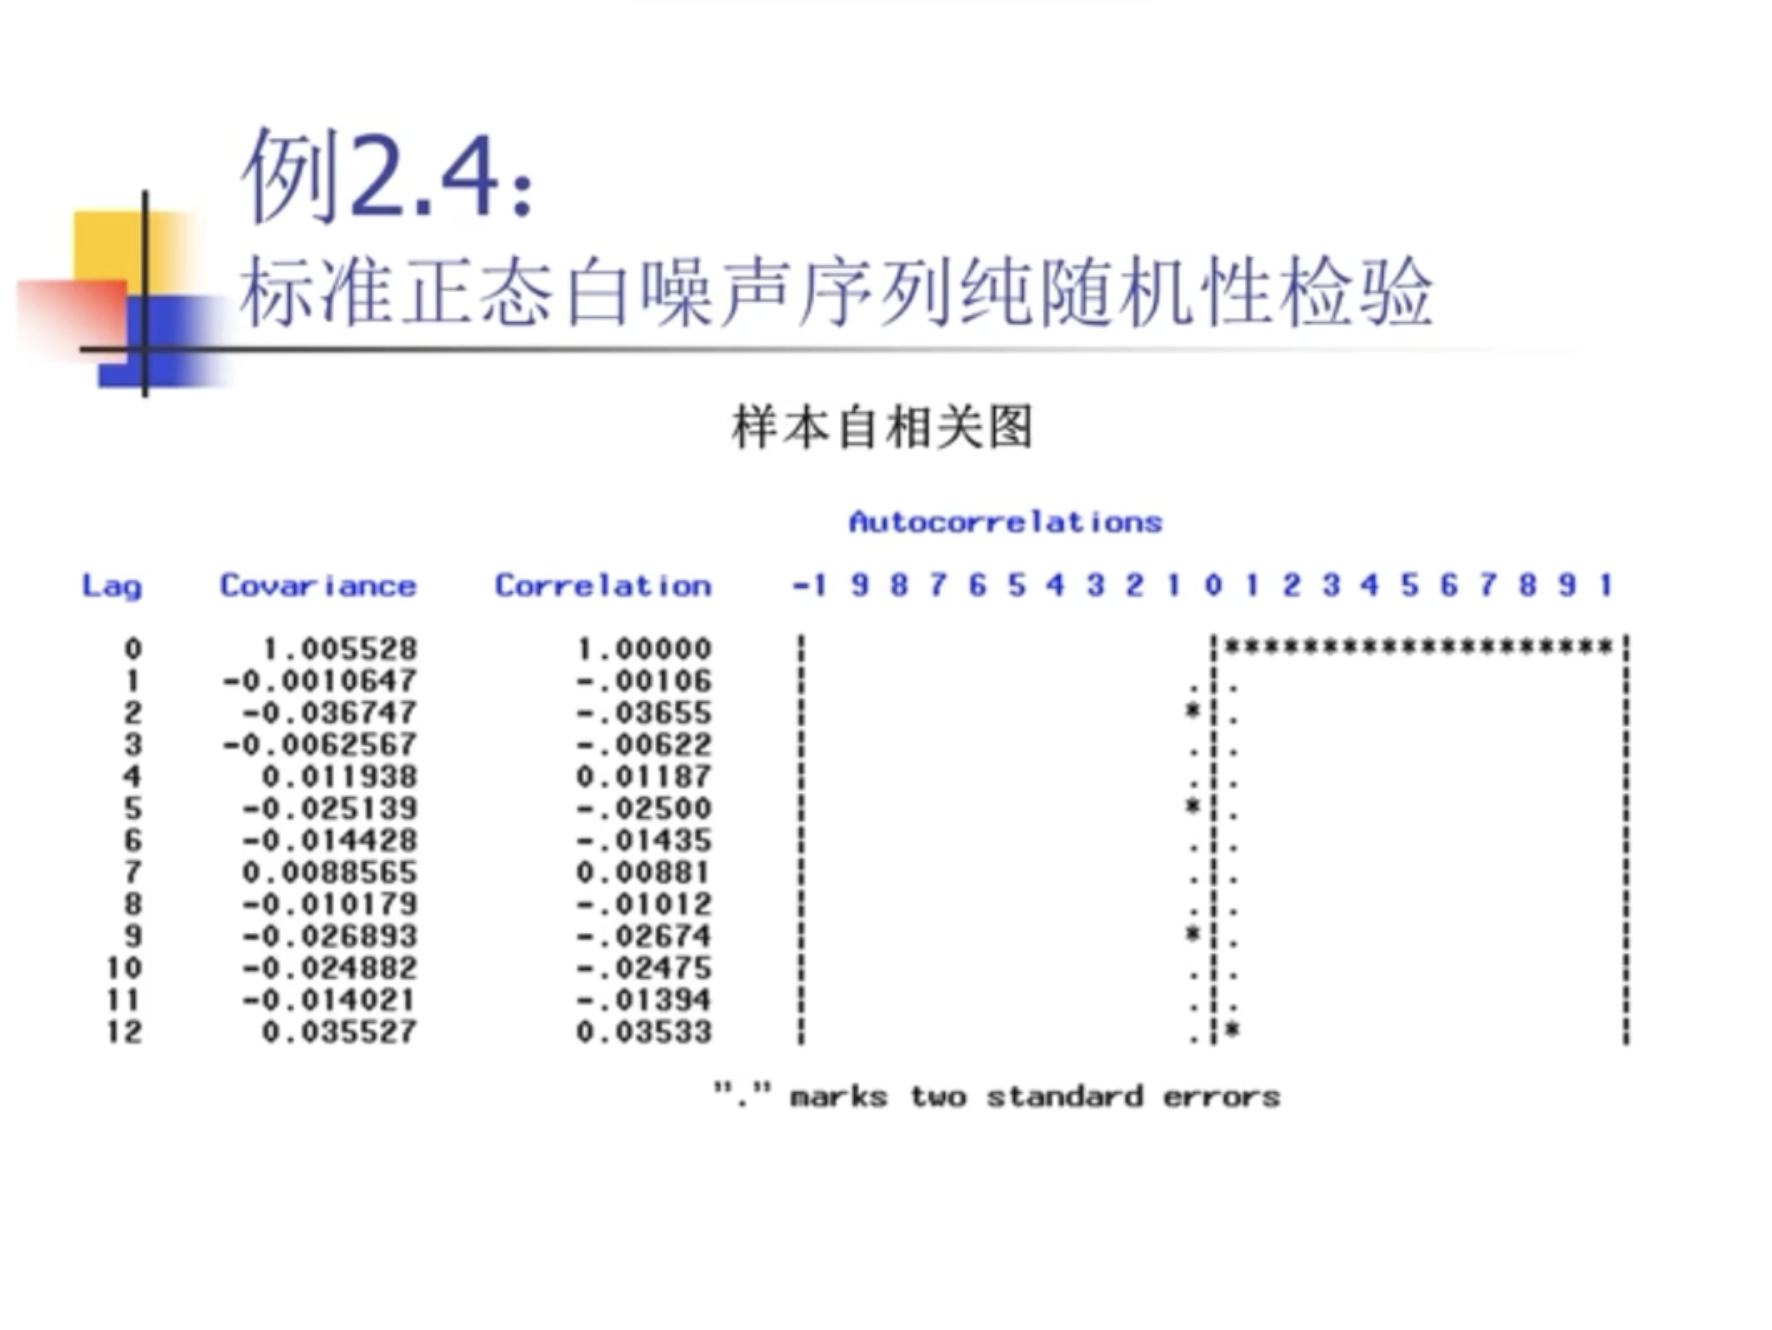 例2.4：
标准正态白噪声序列纯随机性检验
样本自相关图
Autocorrelations
Lag Covariance Correlation -1 9 8 7 6 5 4 3 2 1 0 1 2 3 4 5 6 7 8 9 1
0 1.005528 1.00000 | |********************|
1 -0.0010647 -.00106 | .|. |
2 -0.036747 -.03655 | *|. |
3 -0.0062567 -.00622 | .|. |
4 0.011938 0.01187 | .|. |
5 -0.025139 -.02500 | *|. |
6 -0.014428 -.01435 | .|. |
7 0.0088565 0.00881 | .|. |
8 -0.010179 -.01012 | .|. |
9 -0.026893 -.02674 | *|. |
10 -0.024882 -.02475 | .|. |
11 -0.014021 -.01394 | .|. |
12 0.035527 0.03533 | .|* |
"." marks two standard errors